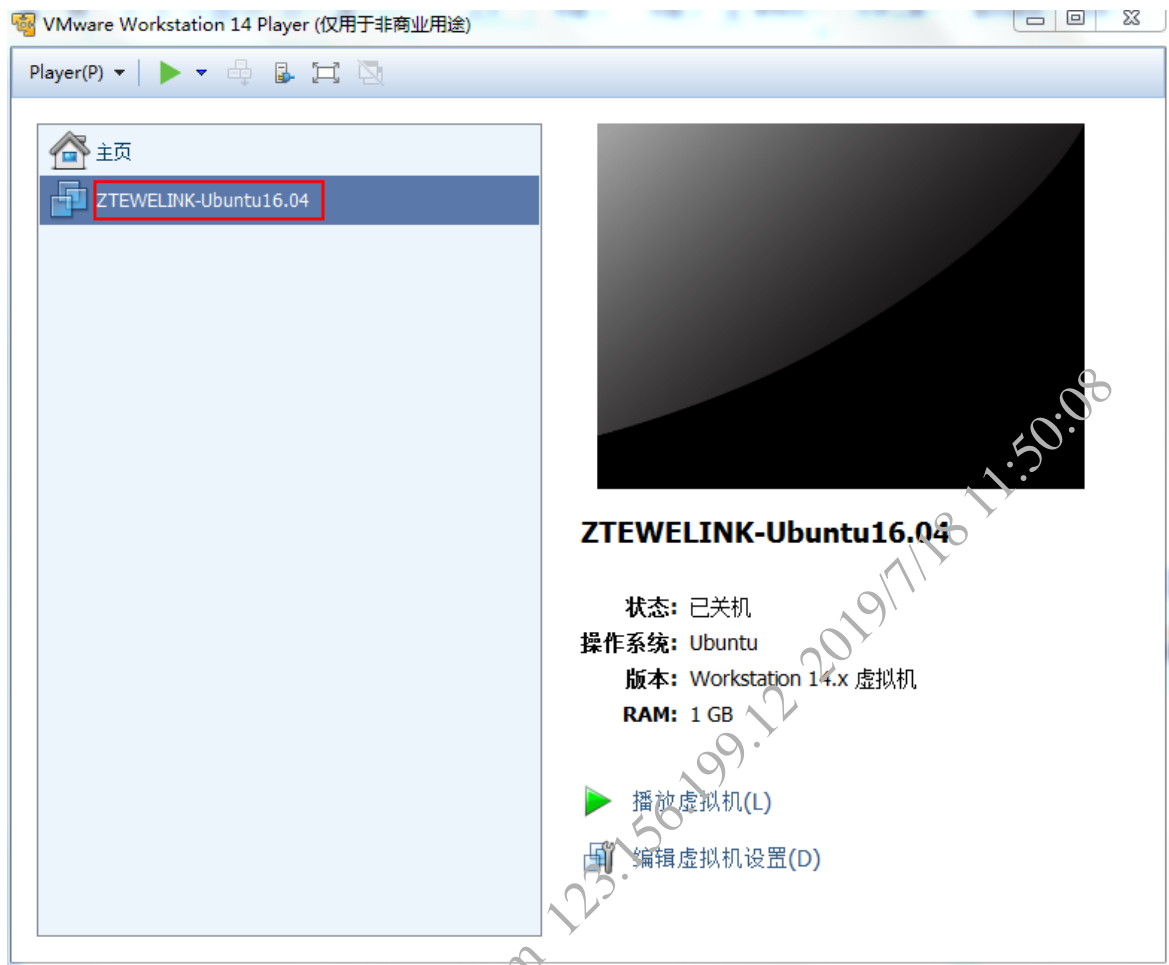 VMware Workstation 14 Player (仅用于非商业用途)
Player(P)
主页
ZTEWELINK-Ubuntu16.04
ZTEWELINK-Ubuntu16.04
状态: 已关机
操作系统: Ubuntu
版本: Workstation 14.x 虚拟机
RAM: 1 GB
播放虚拟机(L)
编辑虚拟机设置(D)
m 123.156.199.12 2019/7/18 11:50:08